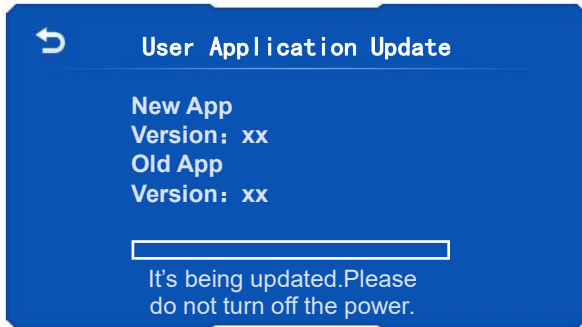 User Application Update
New App
Version：xx
Old App
Version：xx
It's being updated.Please
do not turn off the power.